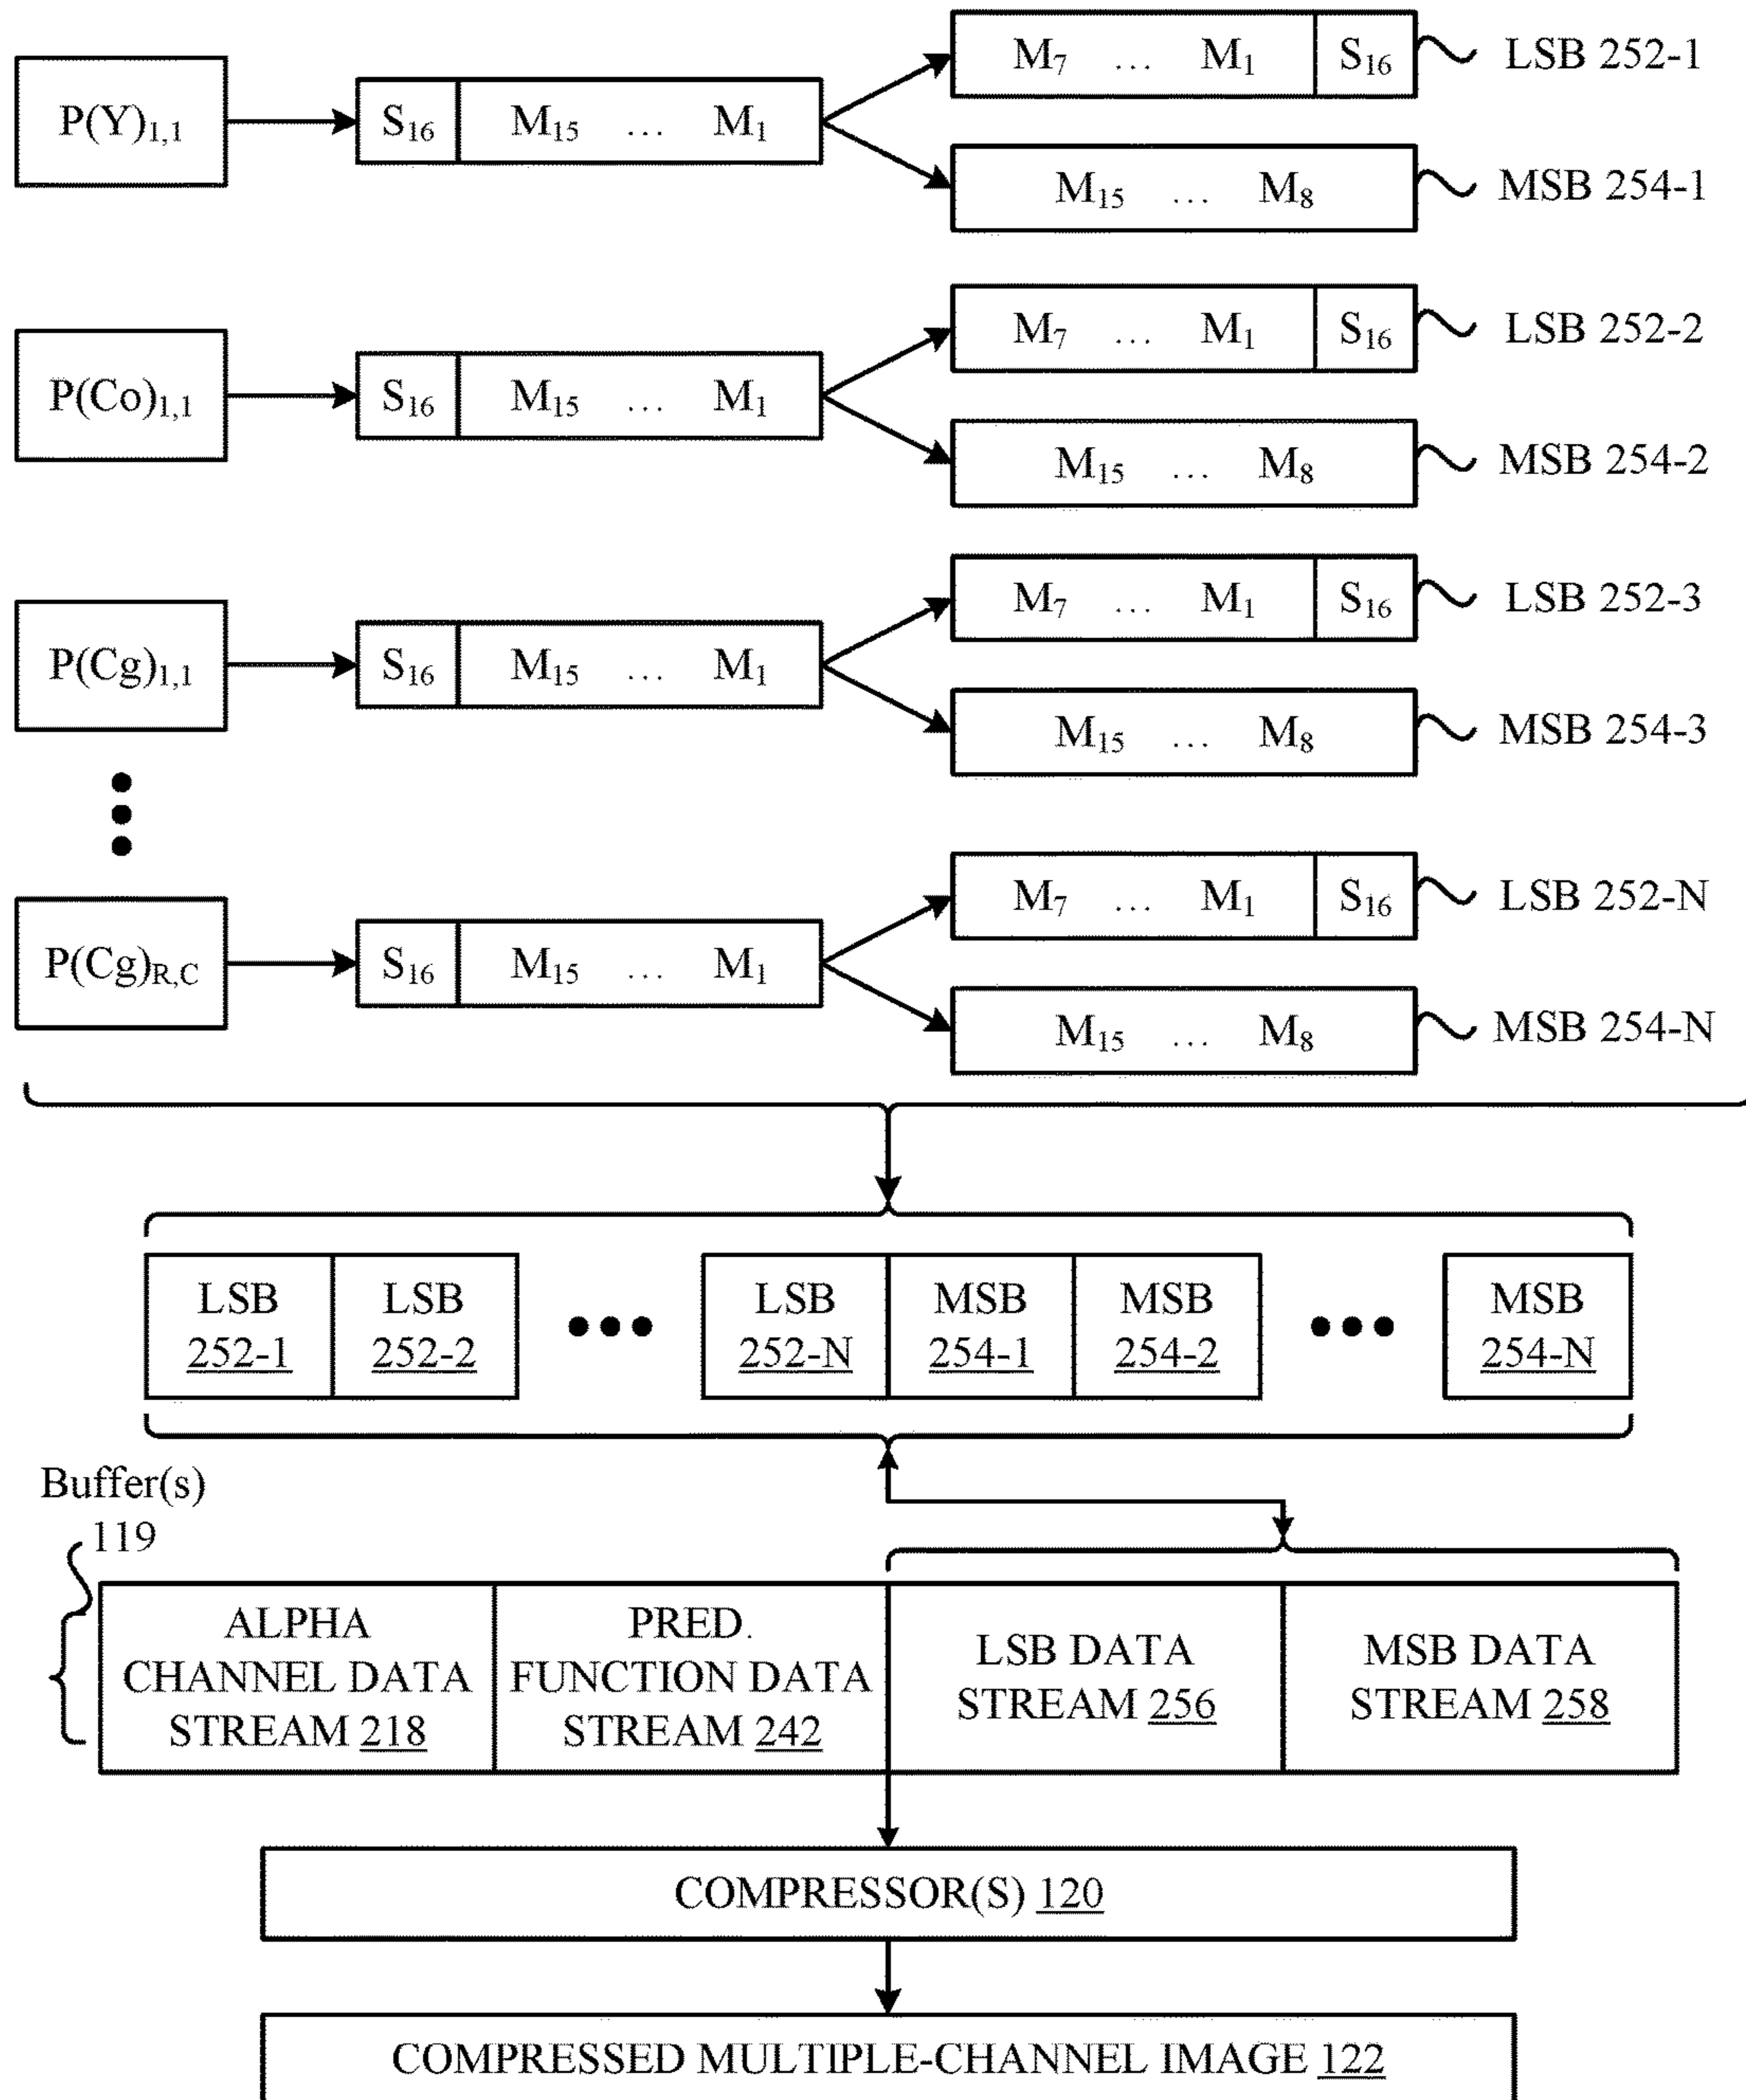 P(Y)1,1
S16 M15 ... M1
M7 ... M1 S16
LSB 252-1
M15 ... M8
MSB 254-1
P(Co)1,1
S16 M15 ... M1
M7 ... M1 S16
LSB 252-2
M15 ... M8
MSB 254-2
P(Cg)1,1
S16 M15 ... M1
M7 ... M1 S16
LSB 252-3
M15 ... M8
MSB 254-3
P(Cg)R,C
S16 M15 ... M1
M7 ... M1 S16
LSB 252-N
M15 ... M8
MSB 254-N
LSB
252-1
LSB
252-2
LSB
252-N
MSB
254-1
MSB
254-2
MSB
254-N
Buffer(s)
119
ALPHA
CHANNEL DATA
STREAM 218
PRED.
FUNCTION DATA
STREAM 242
LSB DATA
STREAM 256
MSB DATA
STREAM 258
COMPRESSOR(S) 120
COMPRESSED MULTIPLE-CHANNEL IMAGE 122